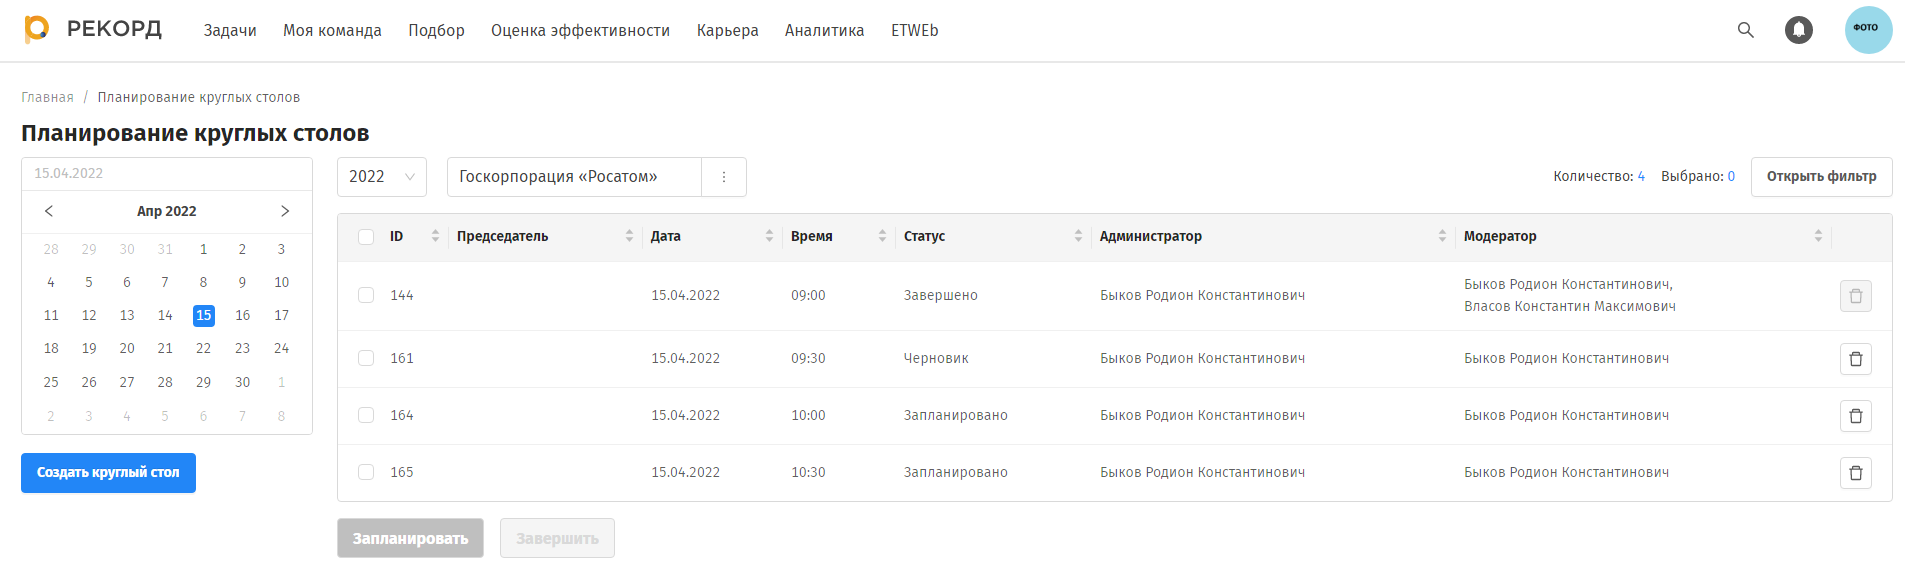 РЕКОРД Задачи Моя команда Подбор Оценка эффективности Карьера Аналитика ETWEb ФОТО
Главная / Планирование круглых столов
Планирование круглых столов
15.04.2022
Апр 2022
28 29 30 31 1 2 3
4 5 6 7 8 9 10
11 12 13 14 15 16 17
18 19 20 21 22 23 24
25 26 27 28 29 30 1
2 3 4 5 6 7 8
Создать круглый стол
2022 Госкорпорация «Росатом» Количество: 4 Выбрано: 0 Открыть фильтр
ID Председатель Дата Время Статус Администратор Модератор
144 15.04.2022 09:00 Завершено Быков Родион Константинович Быков Родион Константинович,
Власов Константин Максимович
161 15.04.2022 09:30 Черновик Быков Родион Константинович Быков Родион Константинович
164 15.04.2022 10:00 Запланировано Быков Родион Константинович Быков Родион Константинович
165 15.04.2022 10:30 Запланировано Быков Родион Константинович Быков Родион Константинович
Запланировать Завершить